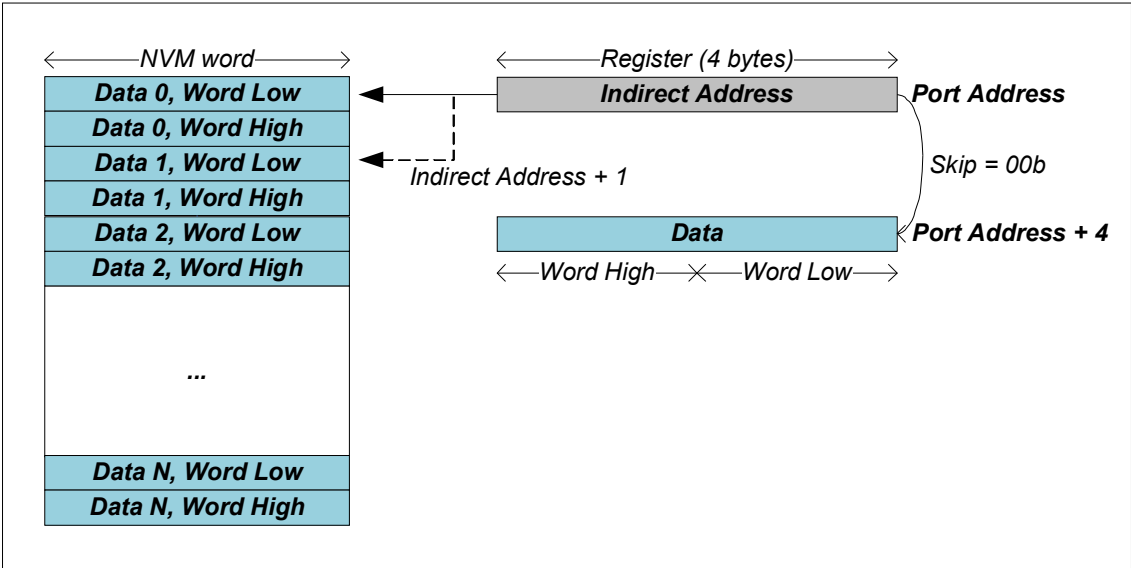 NVM word
Data 0, Word Low
Data 0, Word High
Data 1, Word Low
Data 1, Word High
Data 2, Word Low
Data 2, Word High
...
Data N, Word Low
Data N, Word High
Register (4 bytes)
Indirect Address
Port Address
Indirect Address + 1
Skip = 00b
Data
Port Address + 4
Word High
Word Low